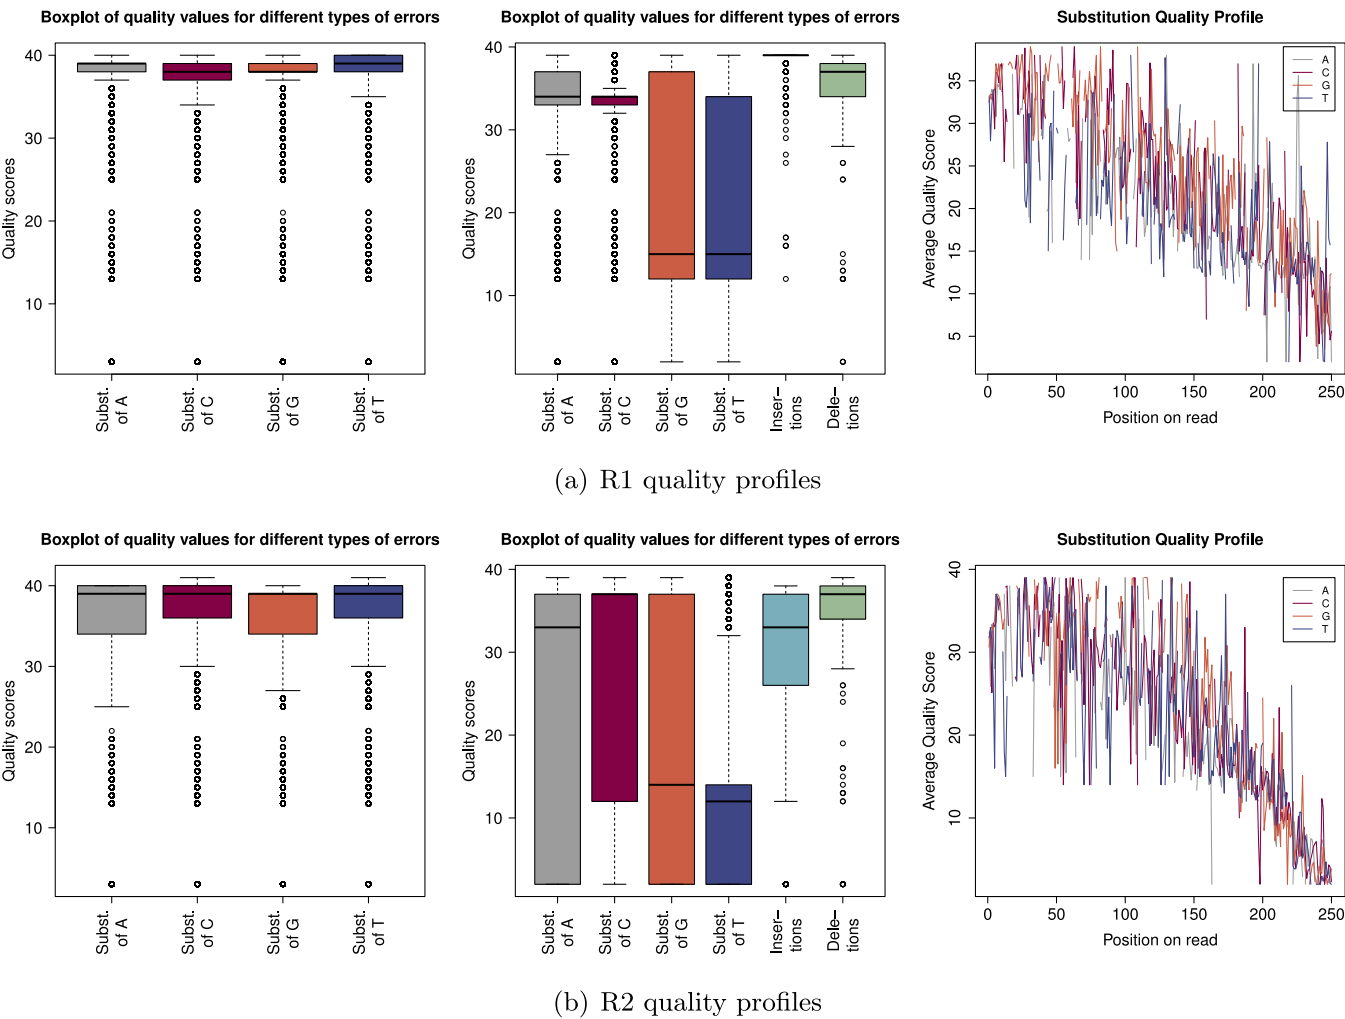 Boxplot of quality values for different types of errors
Quality scores
40
30
20
10
Subst. of A
Subst. of C
Subst. of G
Subst. of T
Boxplot of quality values for different types of errors
Quality scores
40
30
20
10
Subst. of A
Subst. of C
Subst. of G
Subst. of T
Inser–tions
Dele–tions
Substitution Quality Profile
Average Quality Score
35
30
25
20
15
10
5
A
C
G
T
0 50 100 150 200 250
Position on read
(a) R1 quality profiles
Boxplot of quality values for different types of errors
Quality scores
40
30
20
10
Subst. of A
Subst. of C
Subst. of G
Subst. of T
Boxplot of quality values for different types of errors
Quality scores
40
30
20
10
Subst. of A
Subst. of C
Subst. of G
Subst. of T
Inser–tions
Dele–tions
Substitution Quality Profile
Average Quality Score
40
30
20
10
A
C
G
T
0 50 100 150 200 250
Position on read
(b) R2 quality profiles